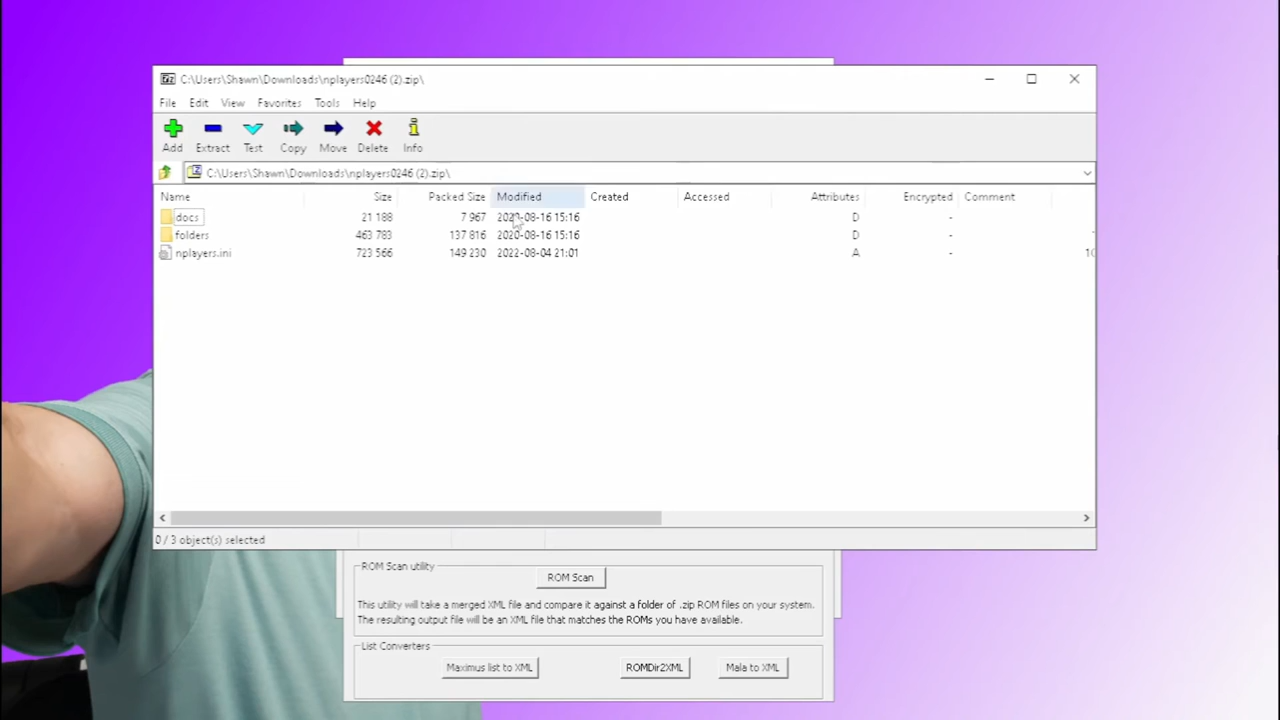 C:\Users\Shawn\Downloads\nplayers0246 (2).zip\
File Edit View Favorites Tools Help
Add Extract Test Copy Move Delete Info
C:\Users\Shawn\Downloads\nplayers0246 (2).zip\
Name Size Packed Size Modified Created Accessed Attributes Encrypted Comment
docs 21 188 7 967 2020-08-16 15:16 D -
folders 463 783 137 816 2020-08-16 15:16 D -
nplayers.ini 723 566 149 230 2022-08-04 21:01 A -
0 / 3 object(s) selected
ROM Scan utility
ROM Scan
This utility will take a merged XML file and compare it against a folder of .zip ROM files on your system.
The resulting output file will be an XML file that matches the ROMs you have available.
List Converters
Maximus list to XML ROMDir2XML Mala to XML